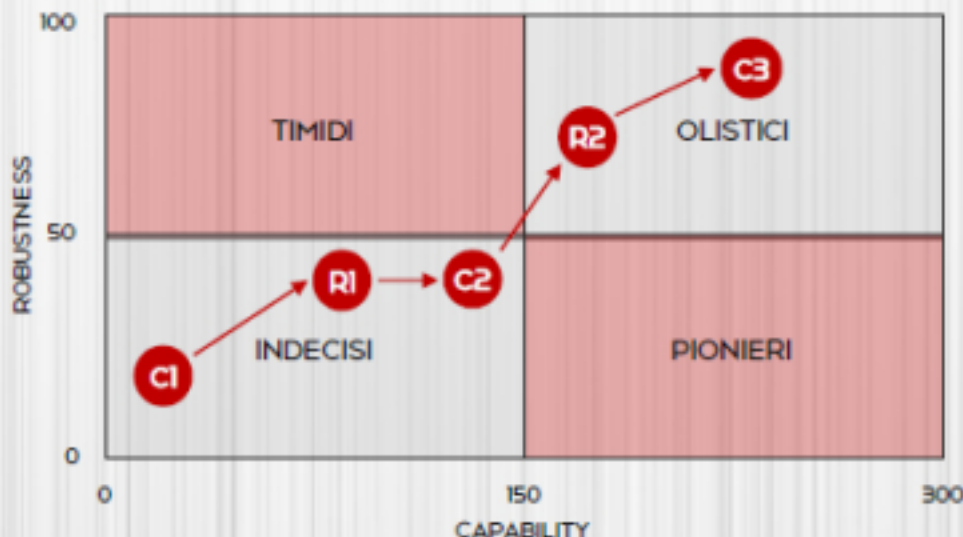 100
TIMIDI
OLISTICI
C3
R2
ROBUSTNESS
50
R1
C2
INDECISI
PIONIERI
C1
0
0
150
300
CAPABILITY